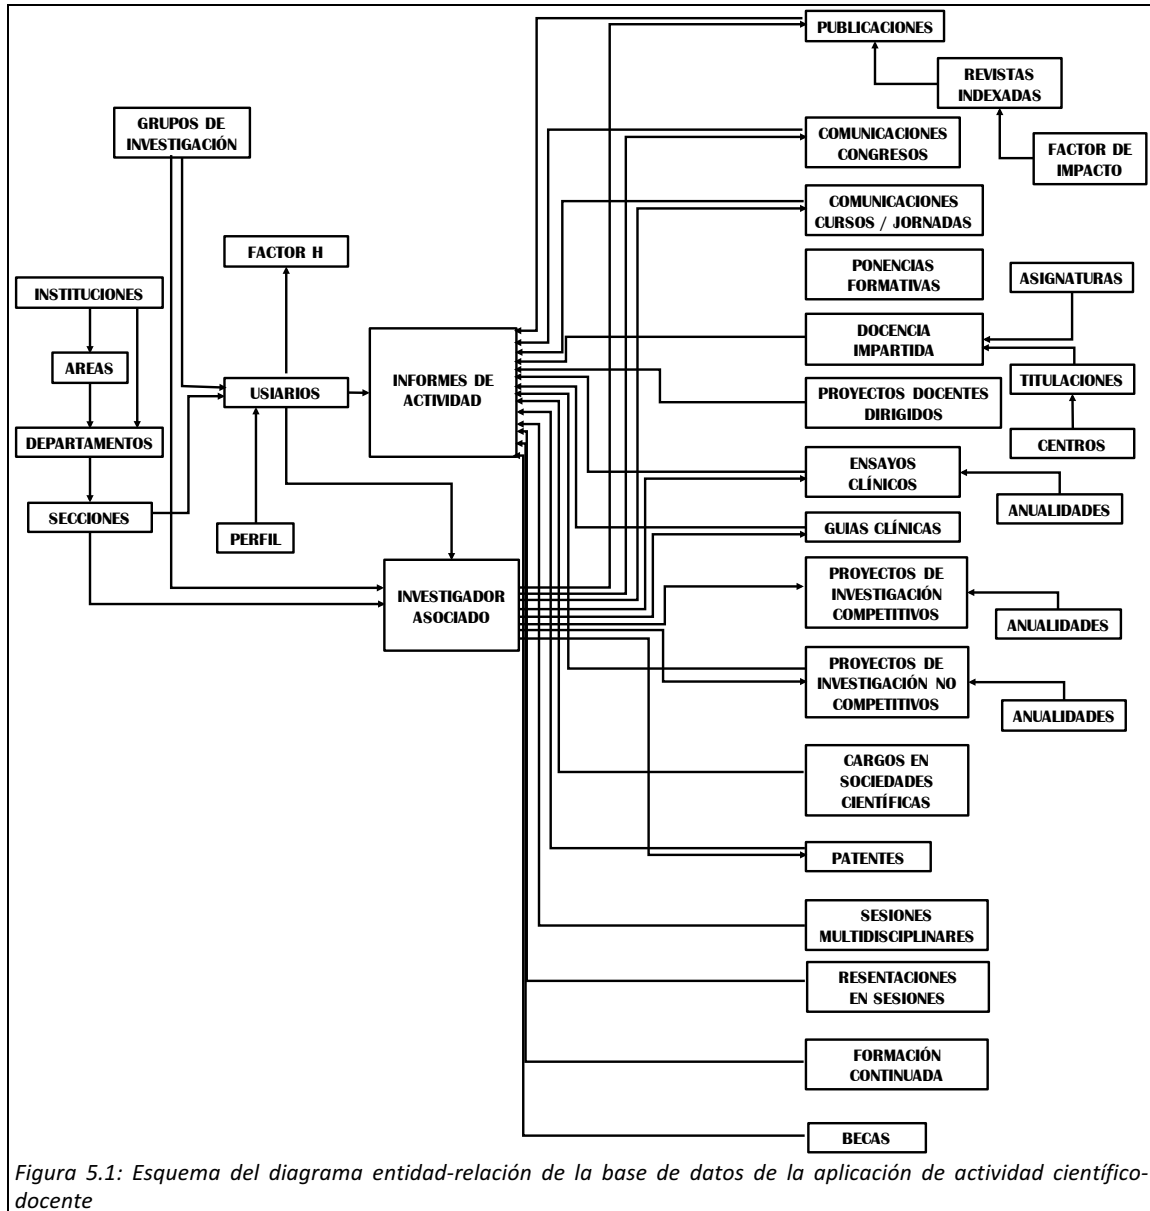 PUBLICACIONES
REVISTAS
INDEXADAS
GRUPOS DE
INVESTIGACIÓN
COMUNICACIONES
CONGRESOS
FACTOR DE
IMPACTO
COMUNICACIONES
CURSOS / JORNADAS
FACTOR H
PONENCIAS
FORMATIVAS
ASIGNATURAS
INSTITUCIONES
DOCENCIA
IMPARTIDA
AREAS
INFORMES DE
ACTIVIDAD
USIARIOS
TITULACIONES
PROYECTOS DOCENTES
DIRIGIDOS
DEPARTAMENTOS
CENTROS
ENSAYOS
CLÍNICOS
SECCIONES
ANUALIDADES
PERFIL
GUIAS CLÍNICAS
INVESTIGADOR
ASOCIADO
PROYECTOS DE
INVESTIGACIÓN
COMPETITIVOS
ANUALIDADES
PROYECTOS DE
INVESTIGACIÓN NO
COMPETITIVOS
ANUALIDADES
CARGOS EN
SOCIEDADES
CIENTÍFICAS
PATENTES
SESIONES
MULTIDISCIPLINARES
RESENTACIONES
EN SESIONES
FORMACIÓN
CONTINUADA
BECAS
Figura 5.1: Esquema del diagrama entidad-relación de la base de datos de la aplicación de actividad científico-
docente